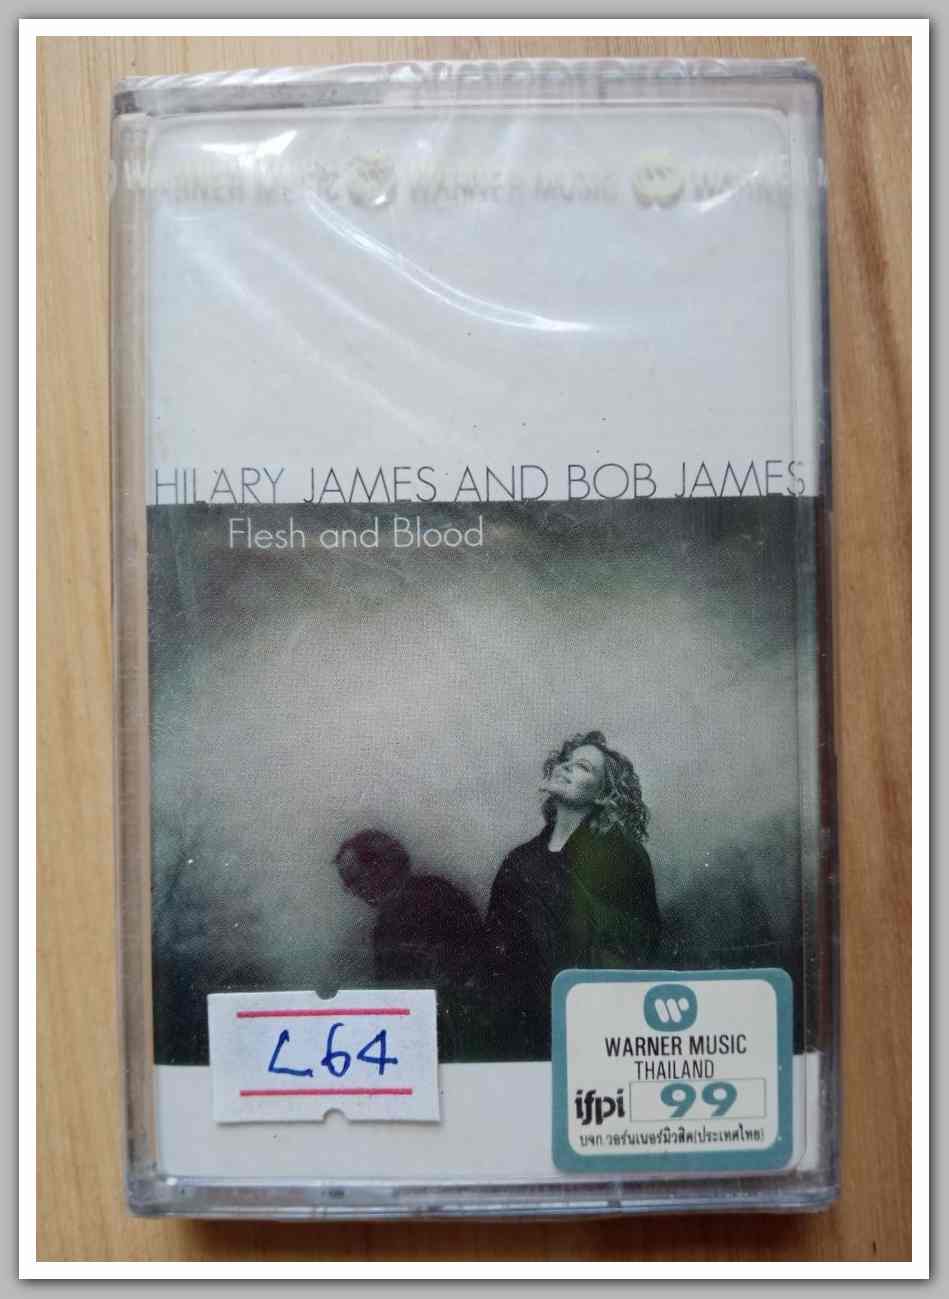 WARNER MUSIC WARNER MUSIC WARNER
HILARY JAMES AND BOB JAMES
Flesh and Blood
L64
WARNER MUSIC
THAILAND
ifpi 99
บจก.วอร์นเนอร์มิวสิค(ประเทศไทย)